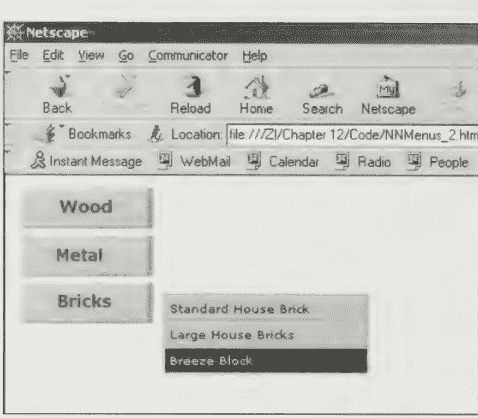 Netscape
File Edit View Go Communicator Help
Back Reload Home Search Netscape
Bookmarks Location: file:///Z|/Chapter 12/Code/NNMenus_2.htm
Instant Message WebMail Calendar Radio People
Wood
Metal
Bricks
Standard House Brick
Large House Bricks
Breeze Block